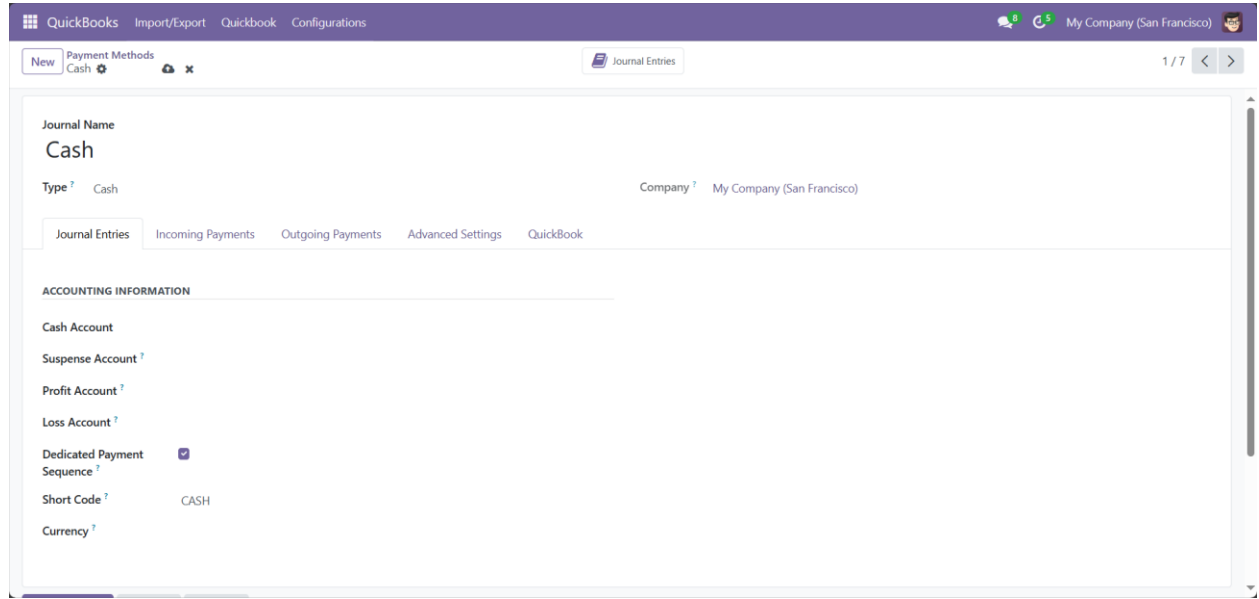 QuickBooks Import/Export Quickbook Configurations 8 5 My Company (San Francisco)
New Payment Methods Journal Entries 1 / 7
Cash
Journal Name
Cash
Type ? Cash Company ? My Company (San Francisco)
Journal Entries Incoming Payments Outgoing Payments Advanced Settings QuickBook
ACCOUNTING INFORMATION
Cash Account
Suspense Account ?
Profit Account ?
Loss Account ?
Dedicated Payment
Sequence ?
Short Code ? CASH
Currency ?